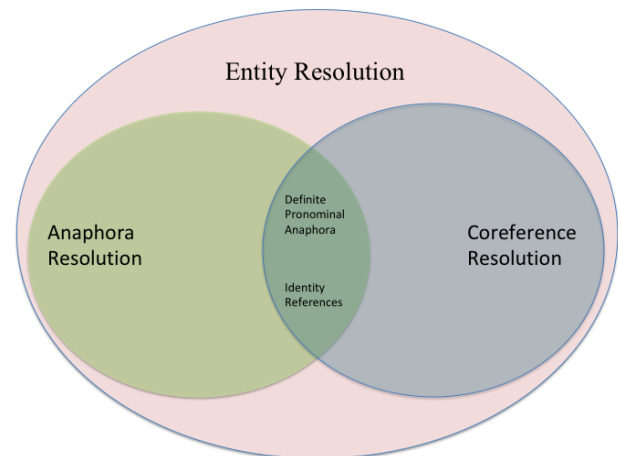 Entity Resolution
Anaphora
Resolution
Definite
Pronominal
Anaphora
Identity
References
Coreference
Resolution